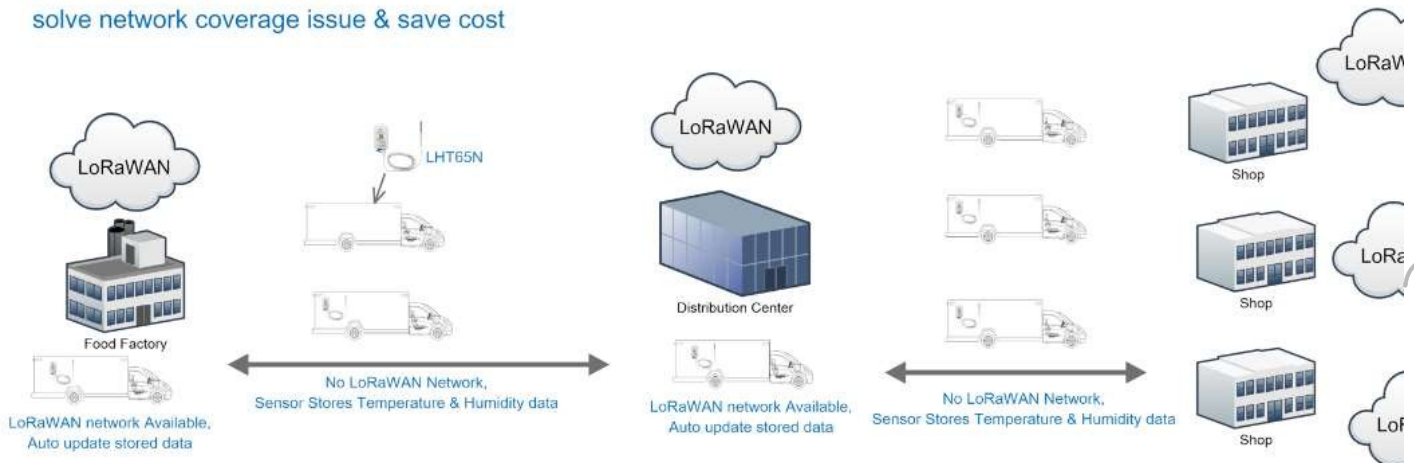 solve network coverage issue & save cost
LoRaWAN
LHT65N
Food Factory
LoRaWAN network Available,
Auto update stored data
No LoRaWAN Network,
Sensor Stores Temperature & Humidity data
LoRaWAN
Distribution Center
LoRaWAN network Available,
Auto update stored data
No LoRaWAN Network,
Sensor Stores Temperature & Humidity data
LoRaW
Shop
LoRa
Shop
Shop